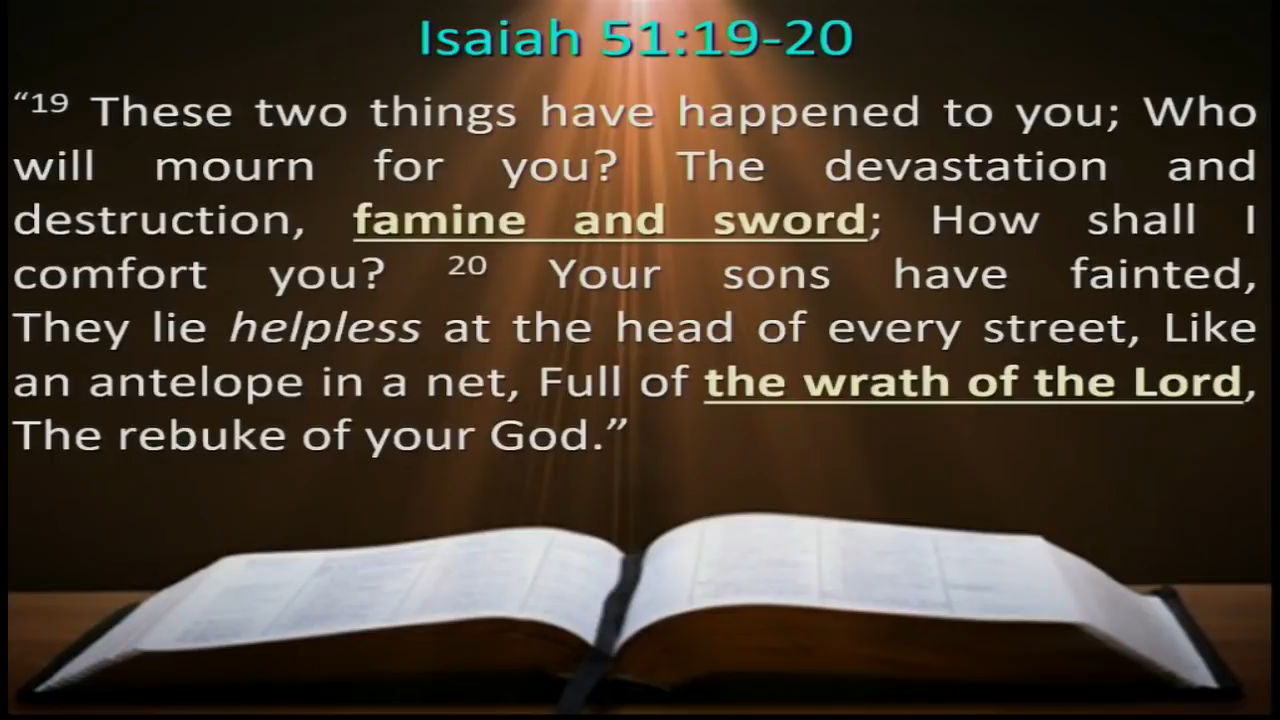 Isaiah 51:19-20
“19 These two things have happened to you; Who
will mourn for you? The devastation and
destruction, famine and sword; How shall I
comfort you? 20 Your sons have fainted,
They lie helpless at the head of every street, Like
an antelope in a net, Full of the wrath of the Lord,
The rebuke of your God.”